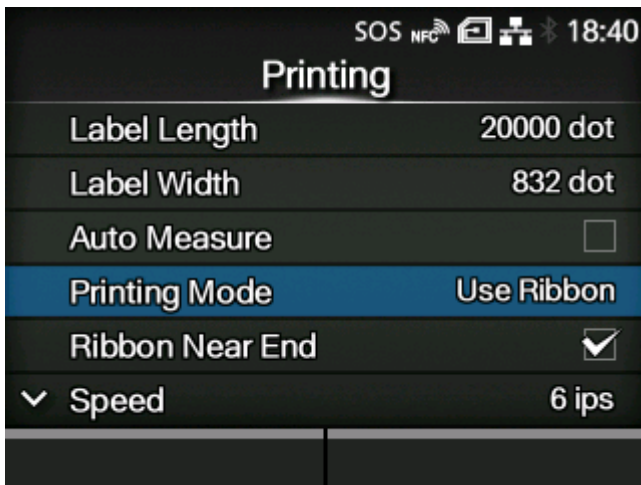 SOS NFC 18:40
Printing
Label Length 20000 dot
Label Width 832 dot
Auto Measure
Printing Mode Use Ribbon
Ribbon Near End
Speed 6 ips